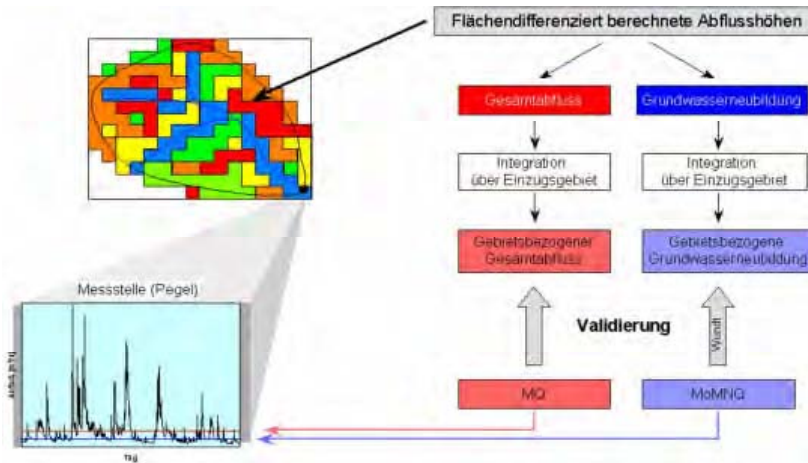 Flächendifferenziert berechnete Abflusshöhen
Gesamtabfluss
Grundwasserneubildung
Integration
über Einzugsgebiet
Integration
über Einzugsgebiet
Gebietsbezogener
Gesamtabfluss
Gebietsbezogene
Grundwasserneubildung
Messstelle (Pegel)
Validierung
Wundt
MQ
MoMNQ
Tag